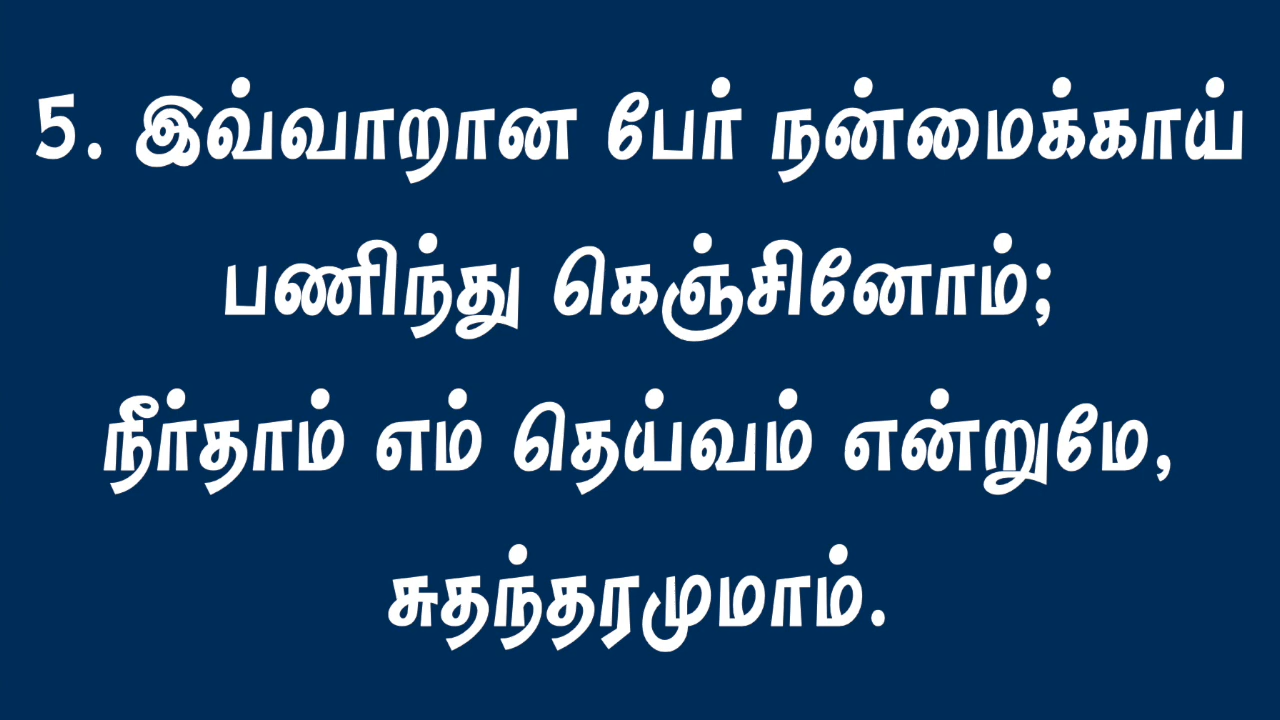 5. இவ்வாறான பேர் நன்மைக்காய்
பணிந்து கெஞ்சினோம்;
நீர்தாம் எம் தெய்வம் என்றுமே,
சுதந்தரமுமாம்.